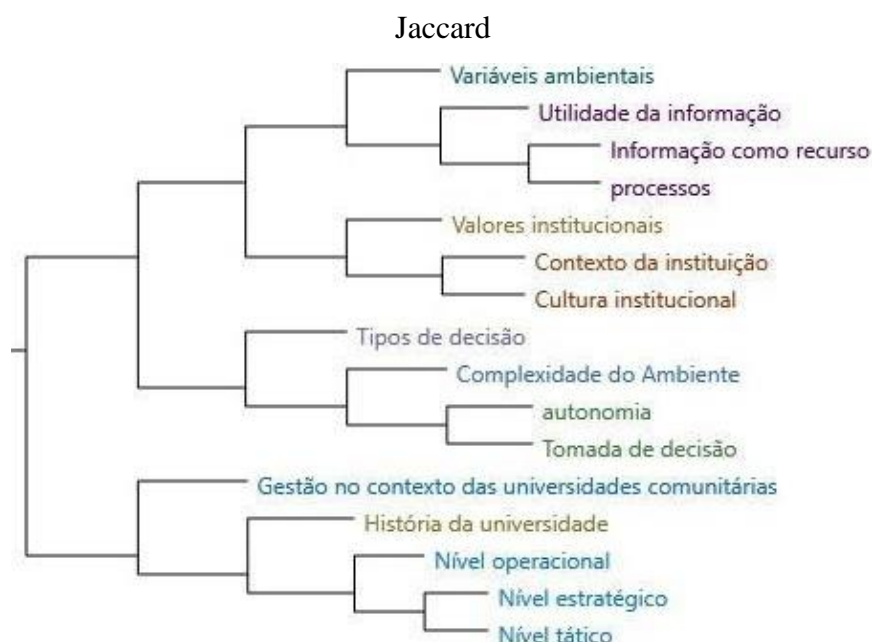 Jaccard
Variáveis ambientais
Utilidade da informação
Informação como recurso
processos
Valores institucionais
Contexto da instituição
Cultura institucional
Tipos de decisão
Complexidade do Ambiente
autonomia
Tomada de decisão
Gestão no contexto das universidades comunitárias
História da universidade
Nível operacional
Nível estratégico
Nível tático